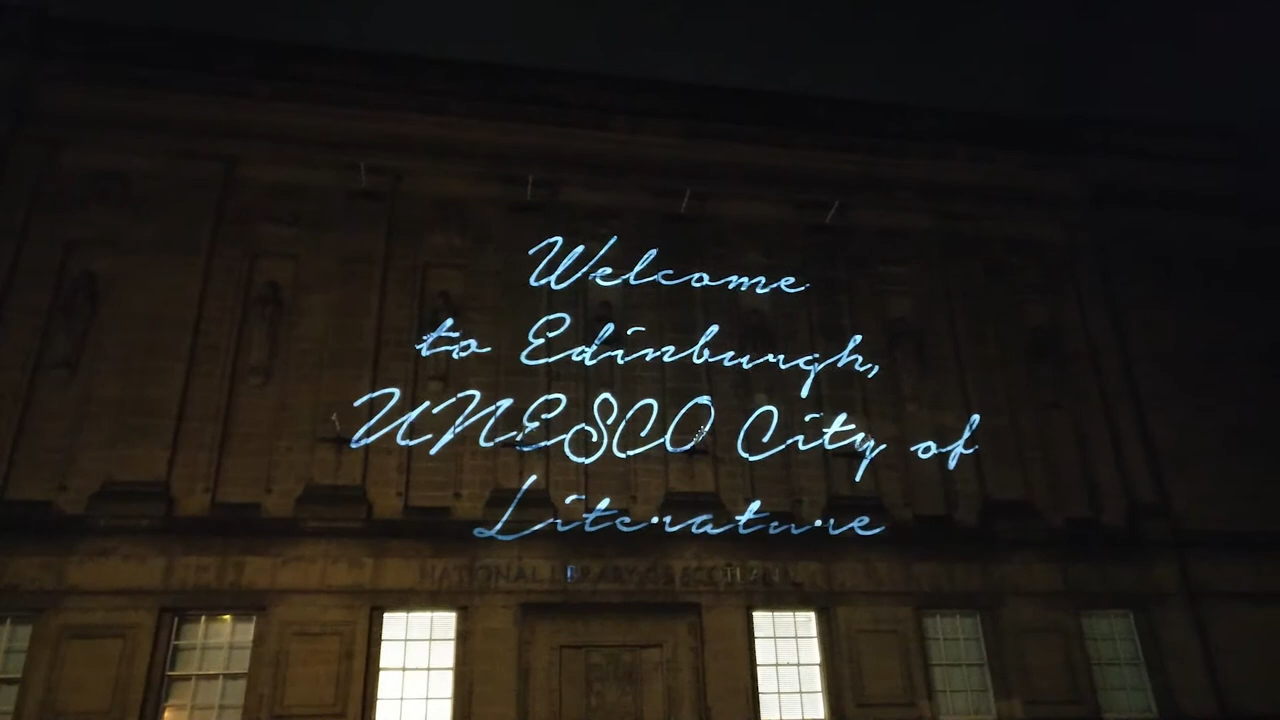 Welcome
to Edinburgh,
UNESCO City of
Literature
NATIONAL LIBRARY OF SCOTLAND